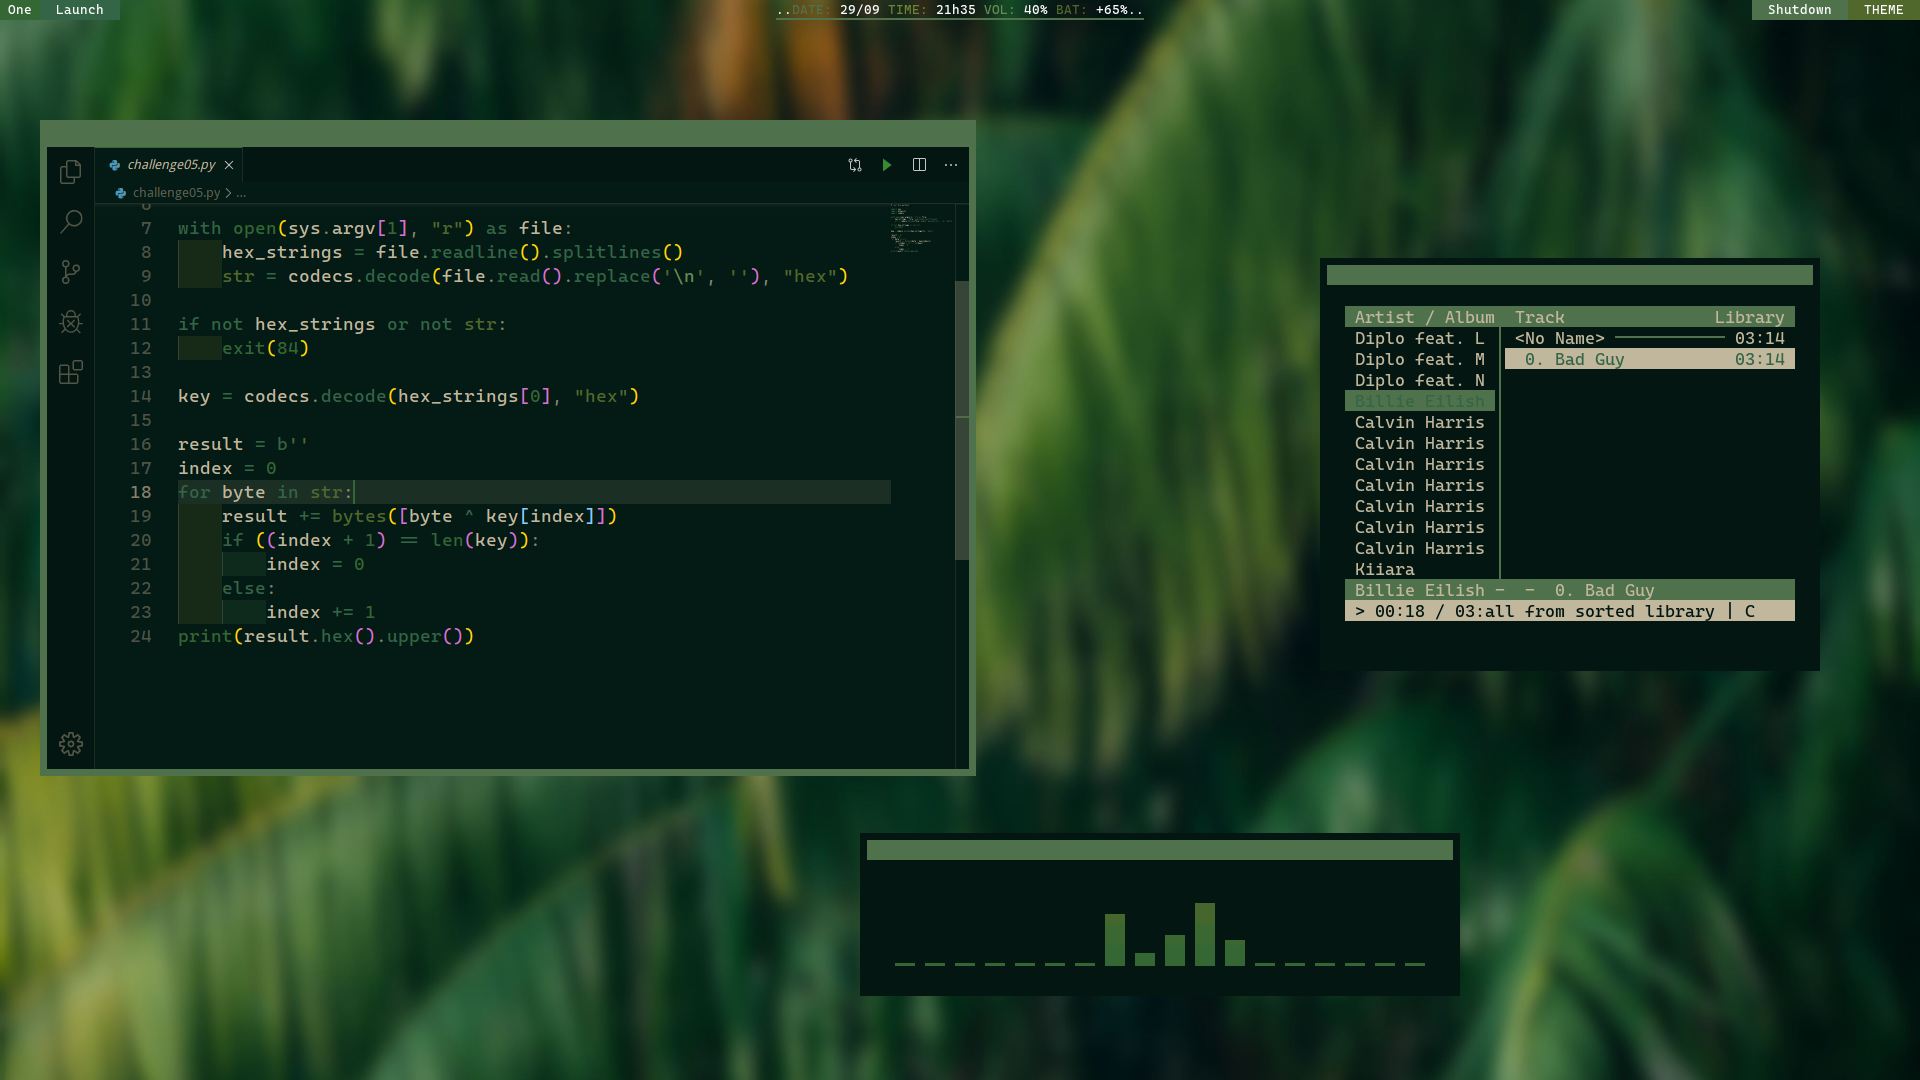 One Launch ..DATE: 29/09 TIME: 21h35 VOL: 40% BAT: +65%.. Shutdown THEME
challenge05.py
challenge05.py > ...
6
7 with open(sys.argv[1], "r") as file:
8 hex_strings = file.readline().splitlines()
9 str = codecs.decode(file.read().replace('\n', ''), "hex")
10
11 if not hex_strings or not str:
12 exit(84)
13
14 key = codecs.decode(hex_strings[0], "hex")
15
16 result = b''
17 index = 0
18 for byte in str:
19 result += bytes([byte ^ key[index]])
20 if ((index + 1) == len(key)):
21 index = 0
22 else:
23 index += 1
24 print(result.hex().upper())
Artist / Album Track Library
Diplo feat. L <No Name> 03:14
Diplo feat. M 0. Bad Guy 03:14
Diplo feat. N
Billie Eilish
Calvin Harris
Calvin Harris
Calvin Harris
Calvin Harris
Calvin Harris
Calvin Harris
Calvin Harris
Kiiara
Billie Eilish - - 0. Bad Guy
> 00:18 / 03:all from sorted library | C